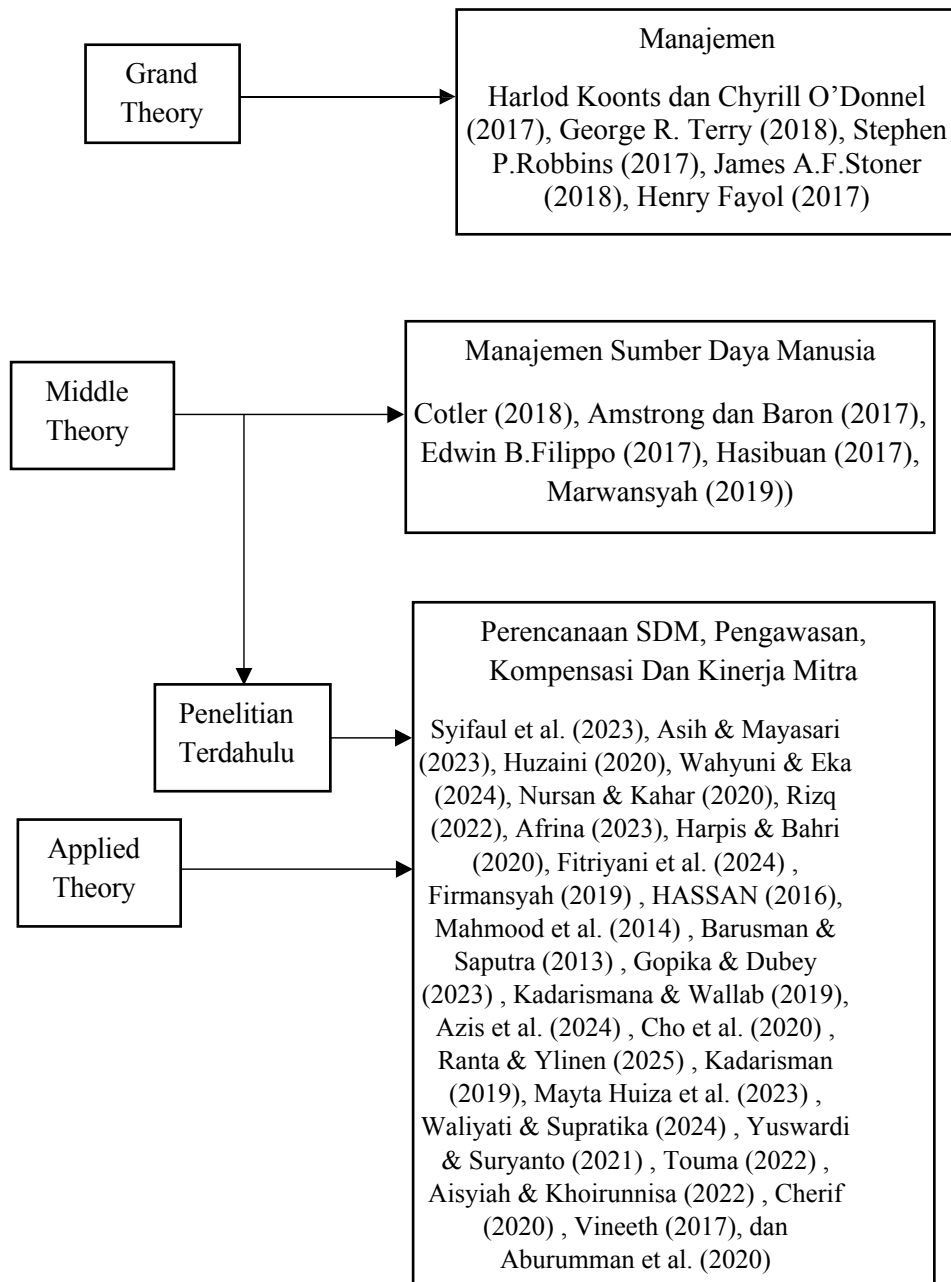 Grand
Theory
Manajemen
Harlod Koonts dan Chyrill O’Donnel
(2017), George R. Terry (2018), Stephen
P.Robbins (2017), James A.F.Stoner
(2018), Henry Fayol (2017)
Middle
Theory
Manajemen Sumber Daya Manusia
Cotler (2018), Amstrong dan Baron (2017),
Edwin B.Filippo (2017), Hasibuan (2017),
Marwansyah (2019))
Penelitian
Terdahulu
Applied
Theory
Perencanaan SDM, Pengawasan,
Kompensasi Dan Kinerja Mitra
Syifaul et al. (2023), Asih & Mayasari
(2023), Huzaini (2020), Wahyuni & Eka
(2024), Nursan & Kahar (2020), Rizq
(2022), Afrina (2023), Harpis & Bahri
(2020), Fitriyani et al. (2024) ,
Firmansyah (2019) , HASSAN (2016),
Mahmood et al. (2014) , Barusman &
Saputra (2013) , Gopika & Dubey
(2023) , Kadarismana & Wallab (2019),
Azis et al. (2024) , Cho et al. (2020) ,
Ranta & Ylinen (2025) , Kadarisman
(2019), Mayta Huiza et al. (2023) ,
Waliyati & Supratika (2024) , Yuswardi
& Suryanto (2021) , Touma (2022) ,
Aisyiah & Khoirunnisa (2022) , Cherif
(2020) , Vineeth (2017), dan
Aburumman et al. (2020)